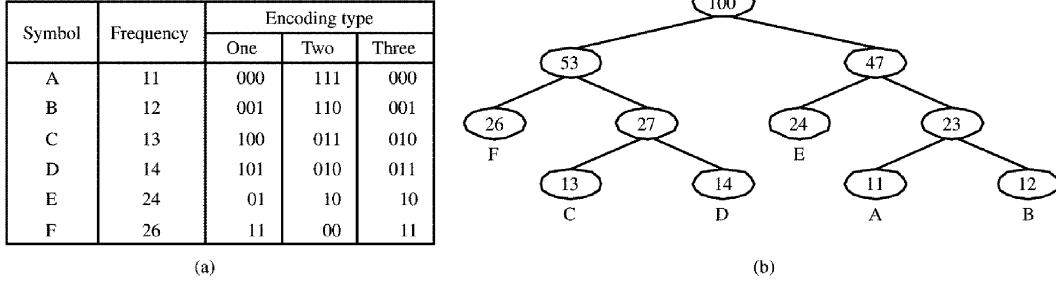 Symbol Frequency Encoding type
One Two Three
A 11 000 111 000
B 12 001 110 001
C 13 100 011 010
D 14 101 010 011
E 24 01 10 10
F 26 11 00 11
(a)
100
53 47
26 27 24 23
F E
13 14 11 12
C D A B
(b)